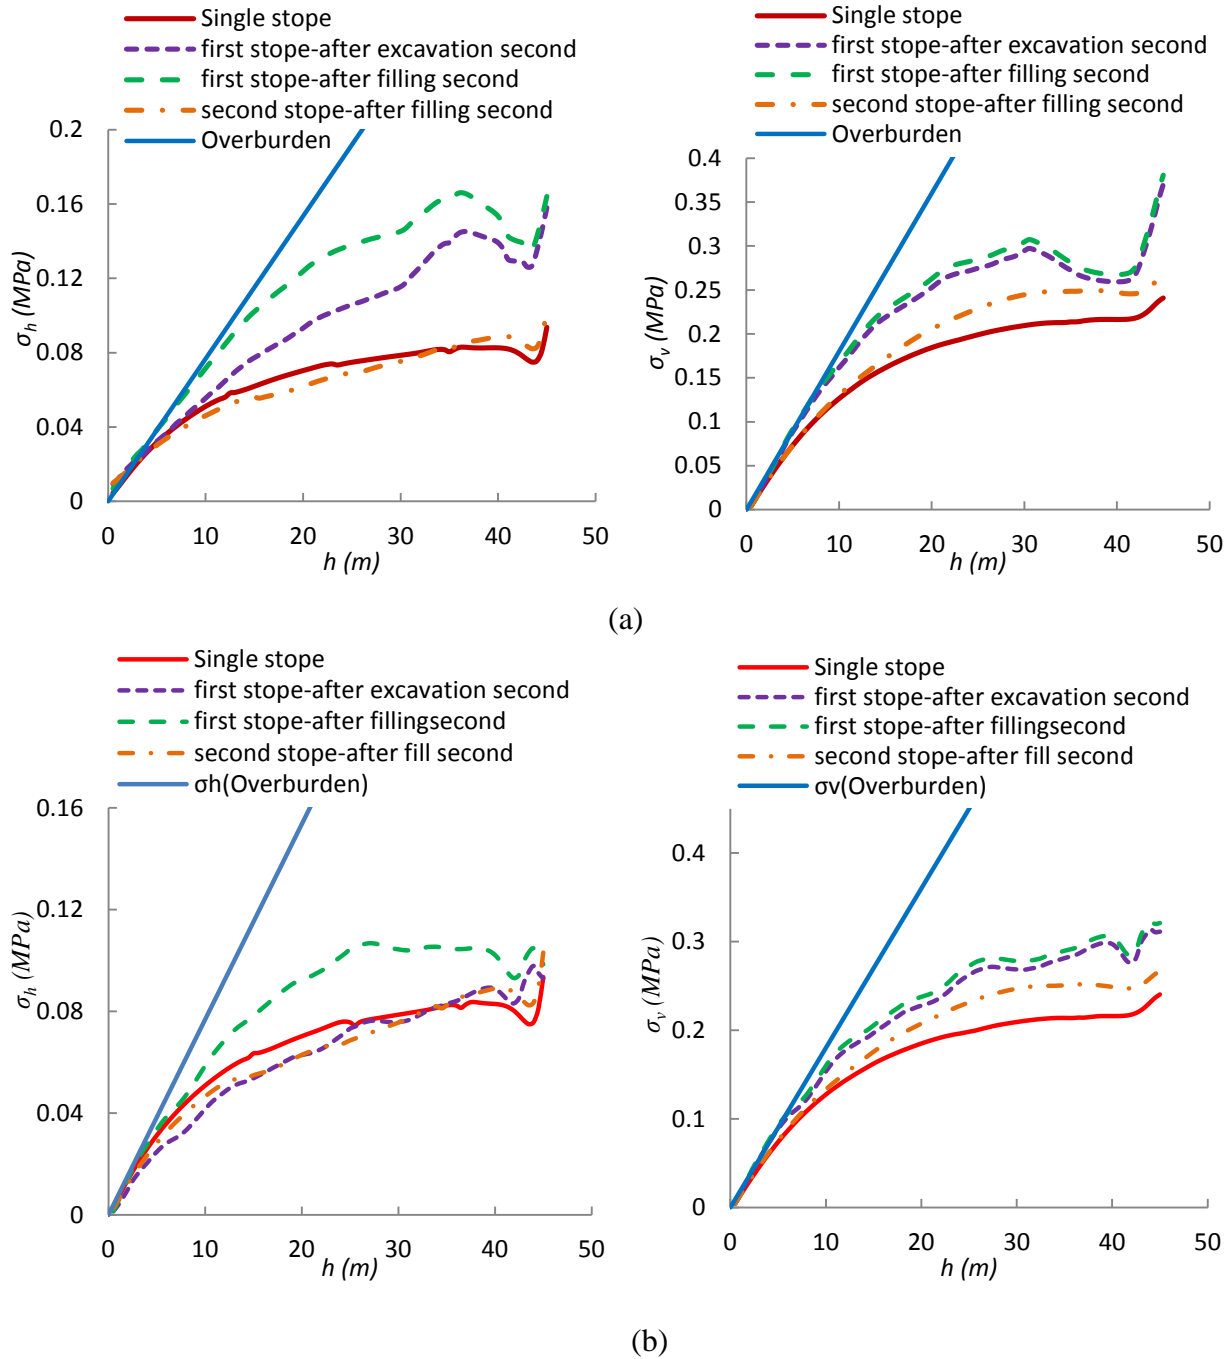 Single stope
first stope-after excavation second
first stope-after filling second
second stope-after filling second
Overburden
0.2
0.16
0.12
0.08
0.04
0
σh (MPa)
0 10 20 30 40 50
h (m)
Single stope
first stope-after excavation second
first stope-after filling second
second stope-after filling second
Overburden
0.4
0.35
0.3
0.25
0.2
0.15
0.1
0.05
0
σv (MPa)
0 10 20 30 40 50
h (m)
(a)
Single stope
first stope-after excavation second
first stope-after fillingsecond
second stope-after fill second
σh(Overburden)
0.16
0.12
0.08
0.04
0
σh (MPa)
0 10 20 30 40 50
h (m)
Single stope
first stope-after excavation second
first stope-after fillingsecond
second stope-after fill second
σv(Overburden)
0.4
0.3
0.2
0.1
0
σv (MPa)
0 10 20 30 40 50
h (m)
(b)